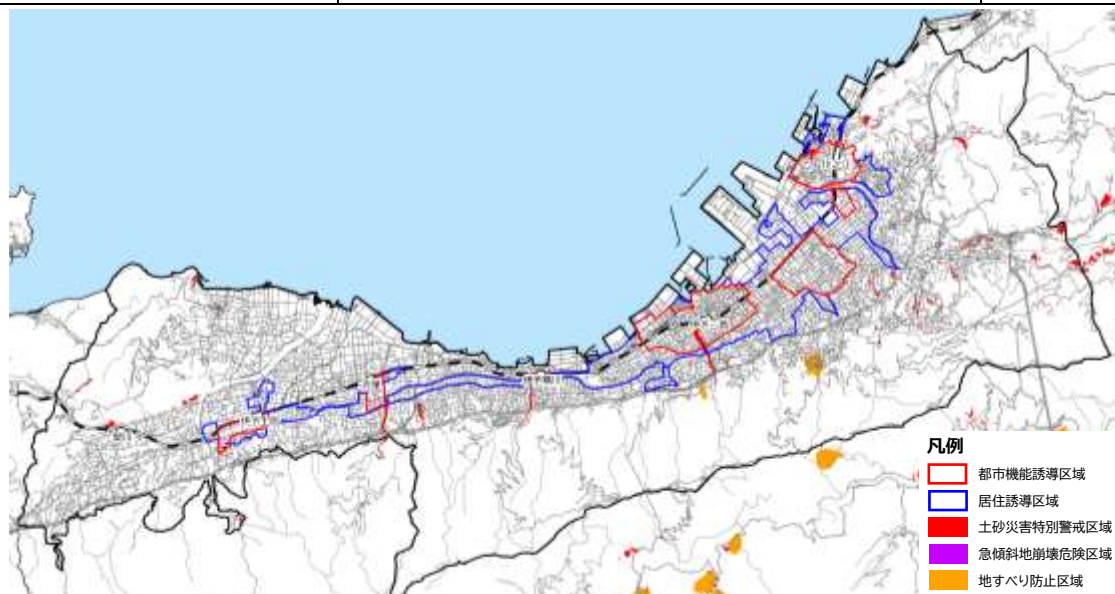 凡例
都市機能誘導区域
居住誘導区域
土砂災害特別警戒区域
急傾斜地崩壊危険区域
地すべり防止区域